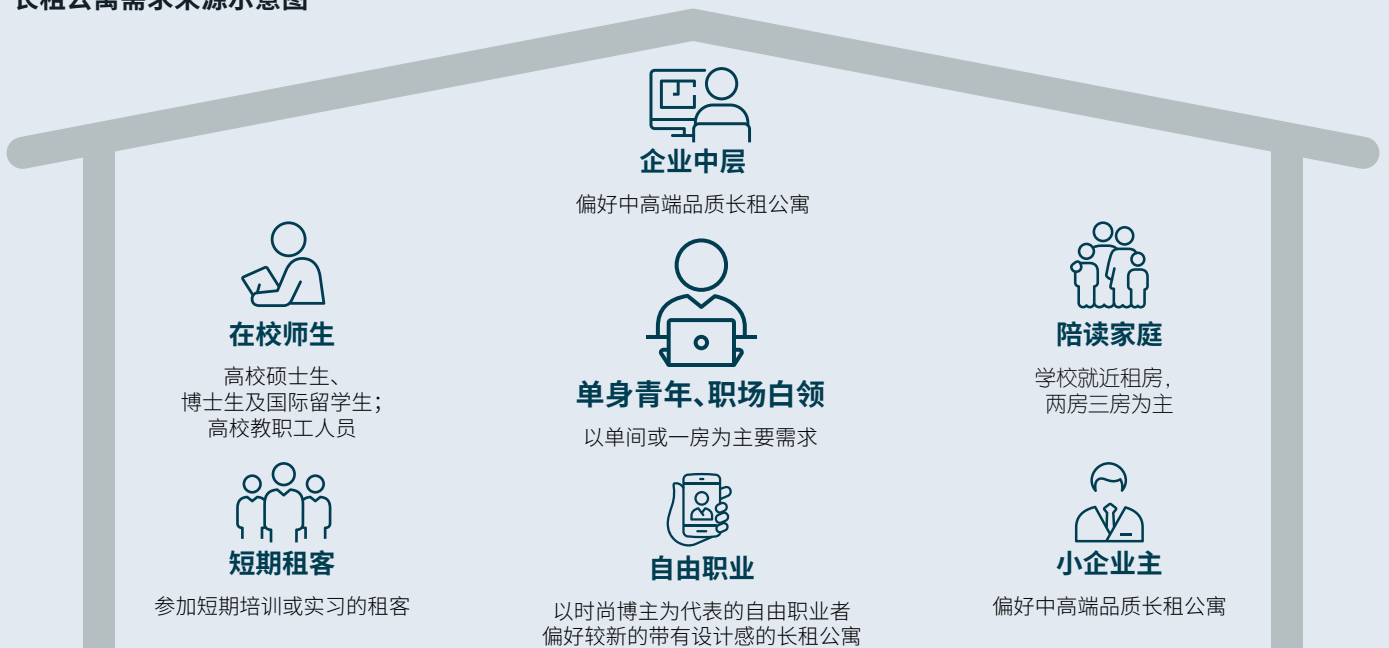 长租公寓需求来源示意图
企业中层
偏好中高端品质长租公寓
在校师生
高校硕士生、
博士生及国际留学生；
高校教职工人员
单身青年、职场白领
以单间或一房为主要需求
陪读家庭
学校就近租房，
两房三房为主
短期租客
参加短期培训或实习的租客
自由职业
以时尚博主为代表的自由职业者
偏好较新的带有设计感的长租公寓
小企业主
偏好中高端品质长租公寓